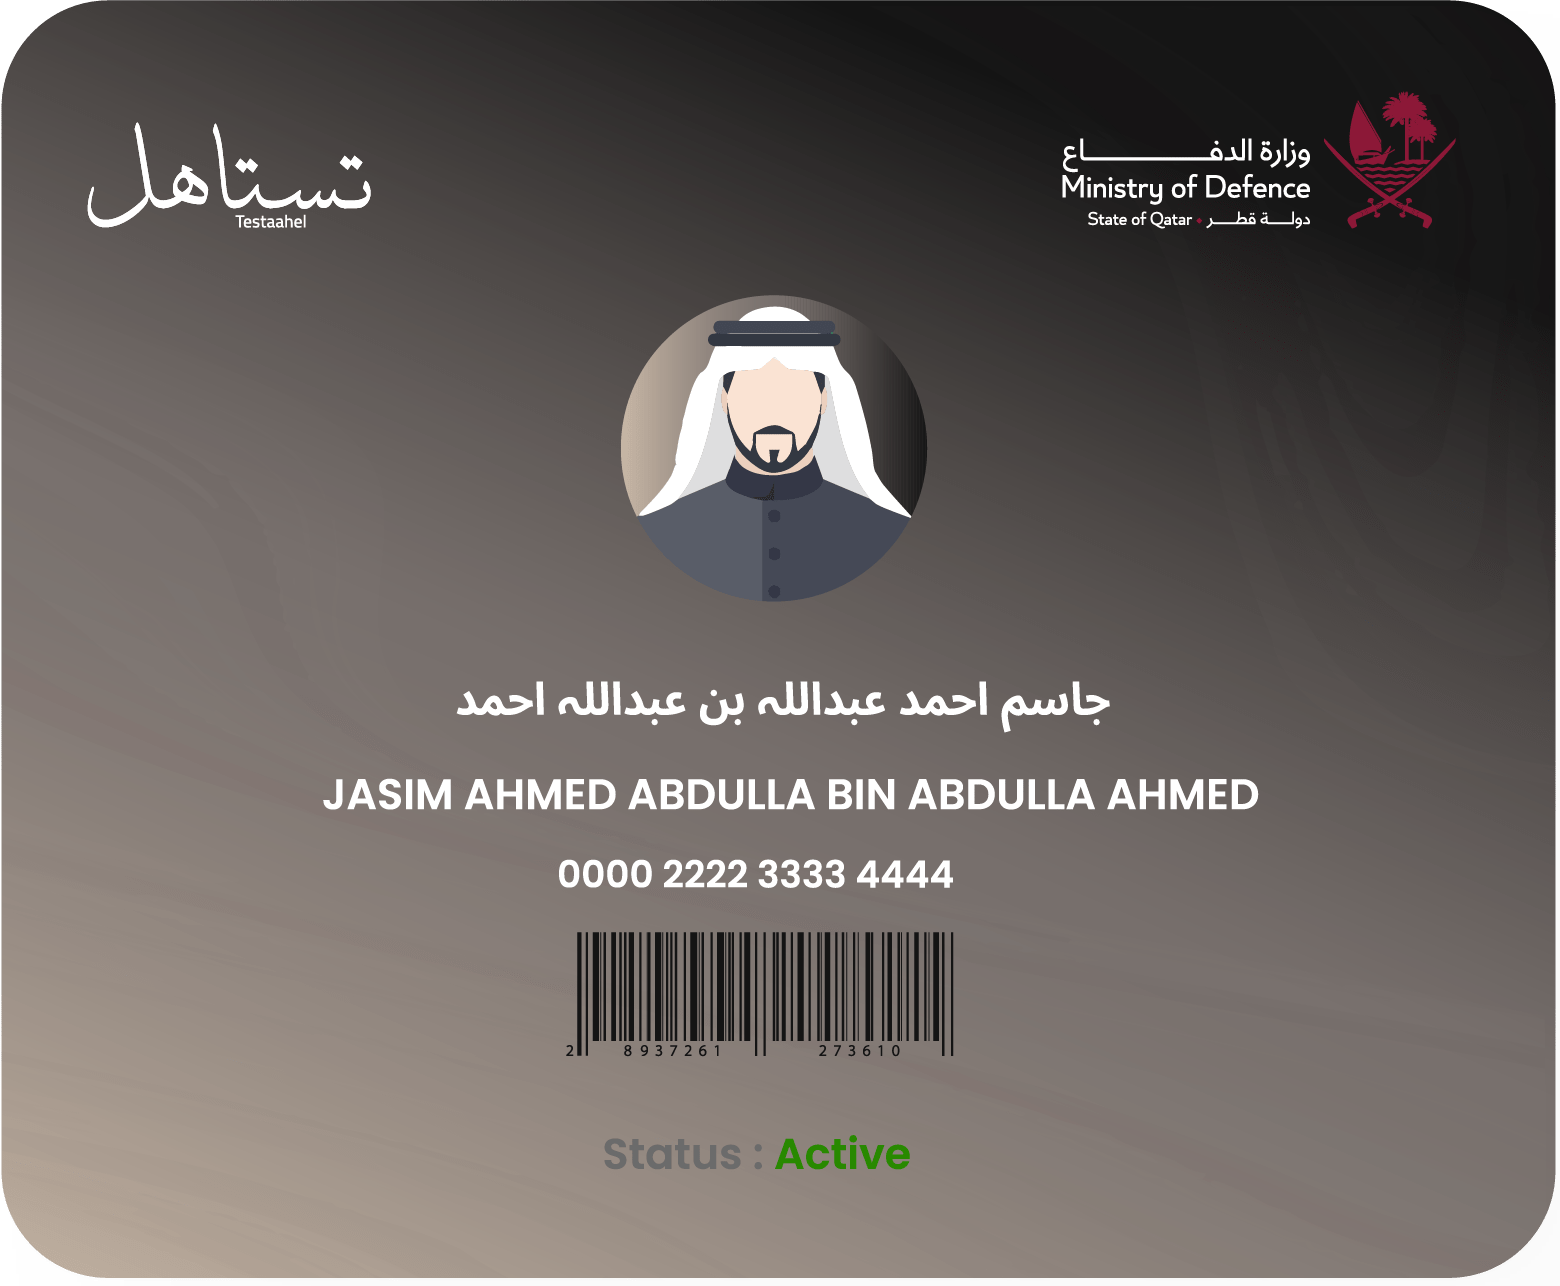 تستاهل
Testaahel
وزارة الدفــــــــــــاع
Ministry of Defence
State of Qatar • دولـــة قطـــر
جاسم احمد عبدالله بن عبدالله احمد
JASIM AHMED ABDULLA BIN ABDULLA AHMED
0000 2222 3333 4444
2 8937261 273610
Status : Active